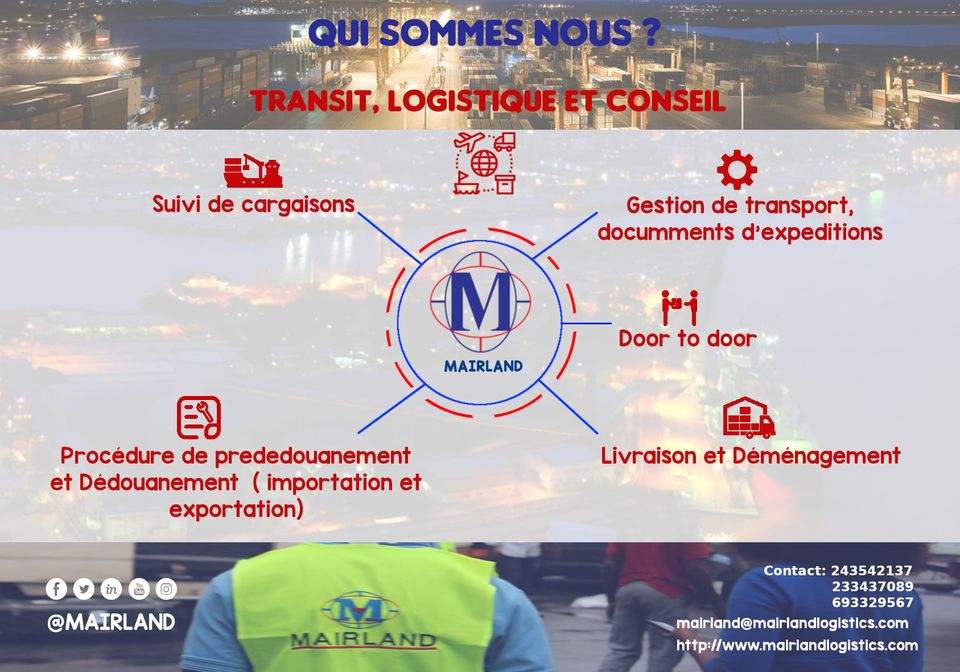 QUI SOMMES NOUS ?
TRANSIT, LOGISTIQUE ET CONSEIL
Suivi de cargaisons
Gestion de transport,
documments d'expeditions
M
MAIRLAND
Door to door
Procédure de prededouanement
et Dédouanement ( importation et
exportation)
Livraison et Déménagement
M
MAIRLAND
@MAIRLAND
Contact: 243542137
233437089
693329567
mairland@mairlandlogistics.com
http://www.mairlandlogistics.com